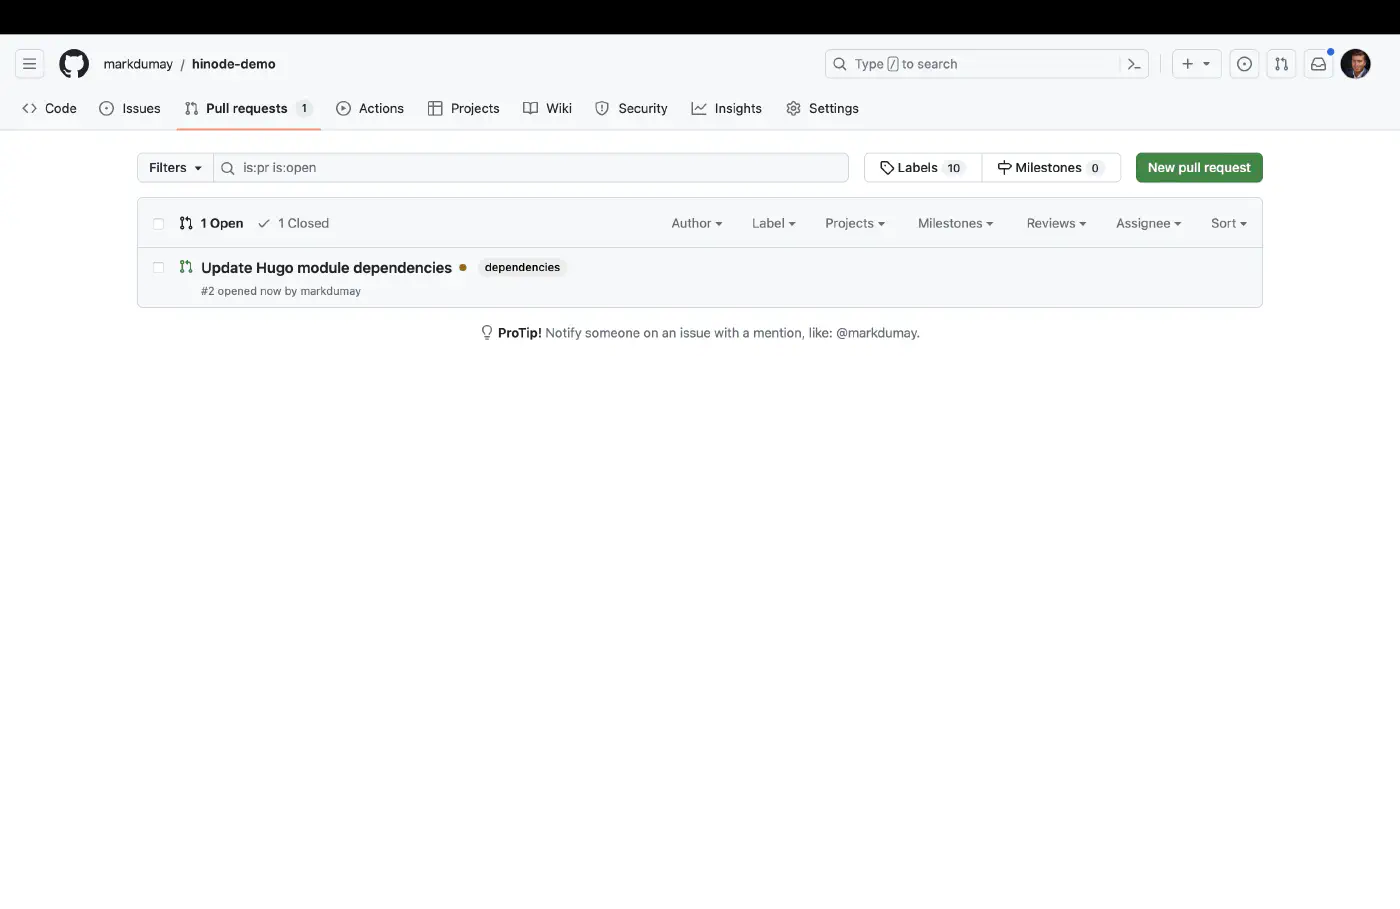 markdumay / hinode-demo
Type / to search
Code Issues Pull requests 1 Actions Projects Wiki Security Insights Settings
Filters is:pr is:open Labels 10 Milestones 0 New pull request
1 Open 1 Closed Author Label Projects Milestones Reviews Assignee Sort
Update Hugo module dependencies dependencies
#2 opened now by markdumay
ProTip! Notify someone on an issue with a mention, like: @markdumay.